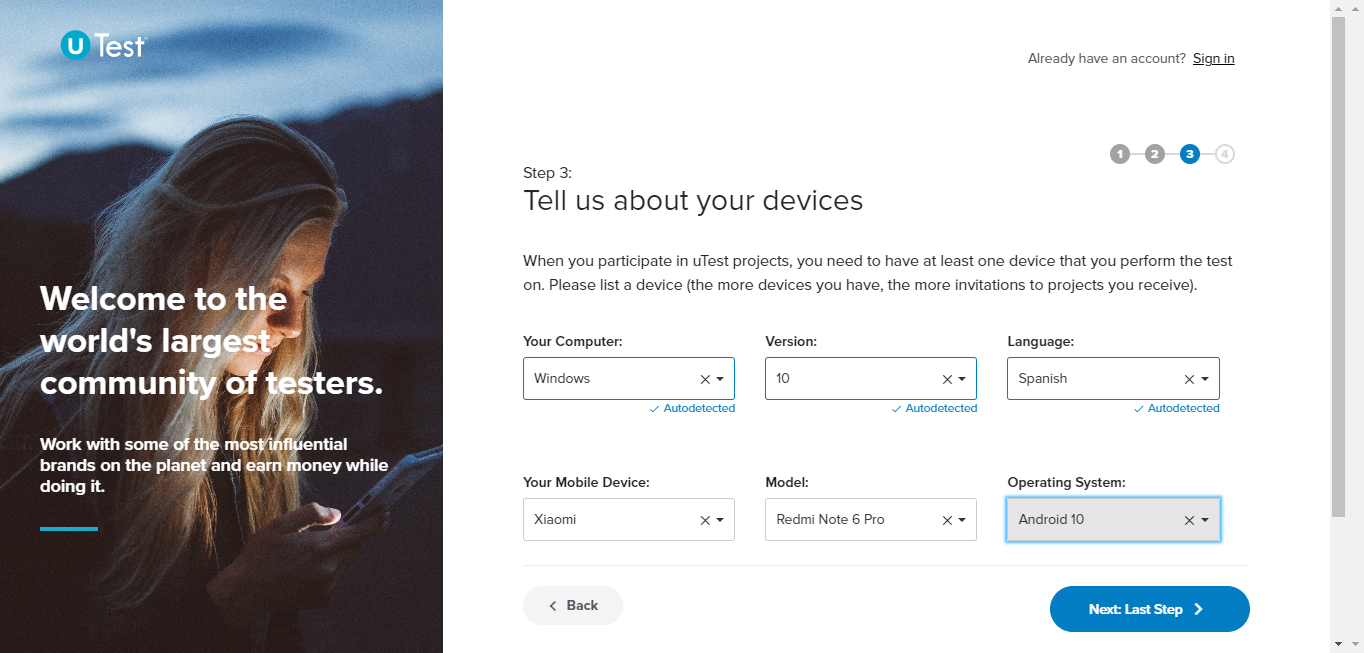 U Test
Already have an account? Sign in
1 2 3 4
Step 3:
Tell us about your devices
When you participate in uTest projects, you need to have at least one device that you perform the test
on. Please list a device (the more devices you have, the more invitations to projects you receive).
Your Computer: Version: Language:
Windows 10 Spanish
Autodetected Autodetected Autodetected
Your Mobile Device: Model: Operating System:
Xiaomi Redmi Note 6 Pro Android 10
Back Next: Last Step
Welcome to the
world's largest
community of testers.
Work with some of the most influential
brands on the planet and earn money while
doing it.